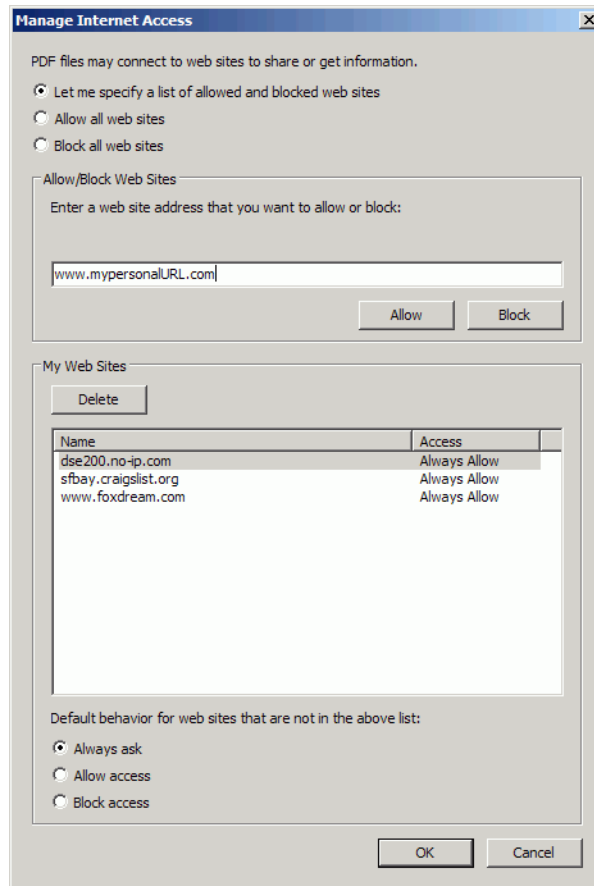 Manage Internet Access
PDF files may connect to web sites to share or get information.
Let me specify a list of allowed and blocked web sites
Allow all web sites
Block all web sites
Allow/Block Web Sites
Enter a web site address that you want to allow or block:
www.mypersonalURL.com
Allow Block
My Web Sites
Delete
Name Access
dse200.no-ip.com Always Allow
sfbay.craigslist.org Always Allow
www.foxdream.com Always Allow
Default behavior for web sites that are not in the above list:
Always ask
Allow access
Block access
OK Cancel